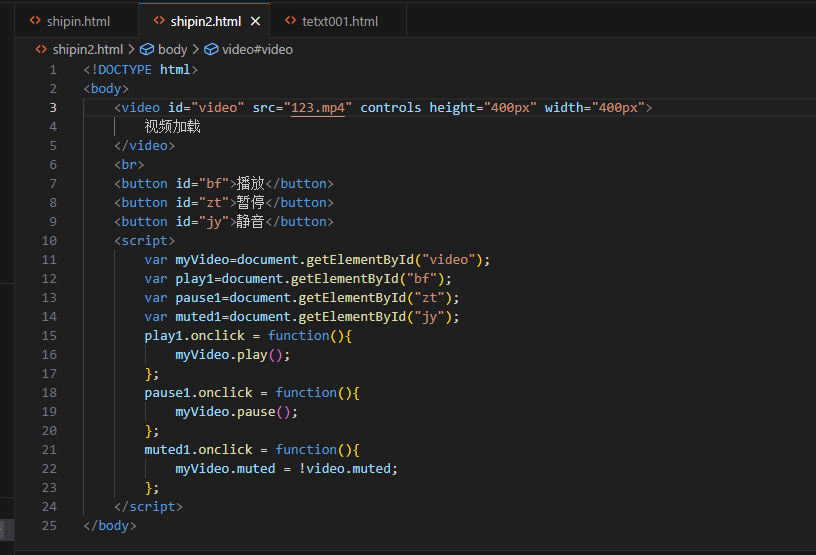 shipin.html shipin2.html tetxt001.html
shipin2.html > body > video#video
1 <!DOCTYPE html>
2 <body>
3 <video id="video" src="123.mp4" controls height="400px" width="400px">
4 视频加载
5 </video>
6 <br>
7 <button id="bf">播放</button>
8 <button id="zt">暂停</button>
9 <button id="jy">静音</button>
10 <script>
11 var myVideo=document.getElementById("video");
12 var play1=document.getElementById("bf");
13 var pause1=document.getElementById("zt");
14 var muted1=document.getElementById("jy");
15 play1.onclick = function(){
16 myVideo.play();
17 };
18 pause1.onclick = function(){
19 myVideo.pause();
20 };
21 muted1.onclick = function(){
22 myVideo.muted = !video.muted;
23 };
24 </script>
25 </body>